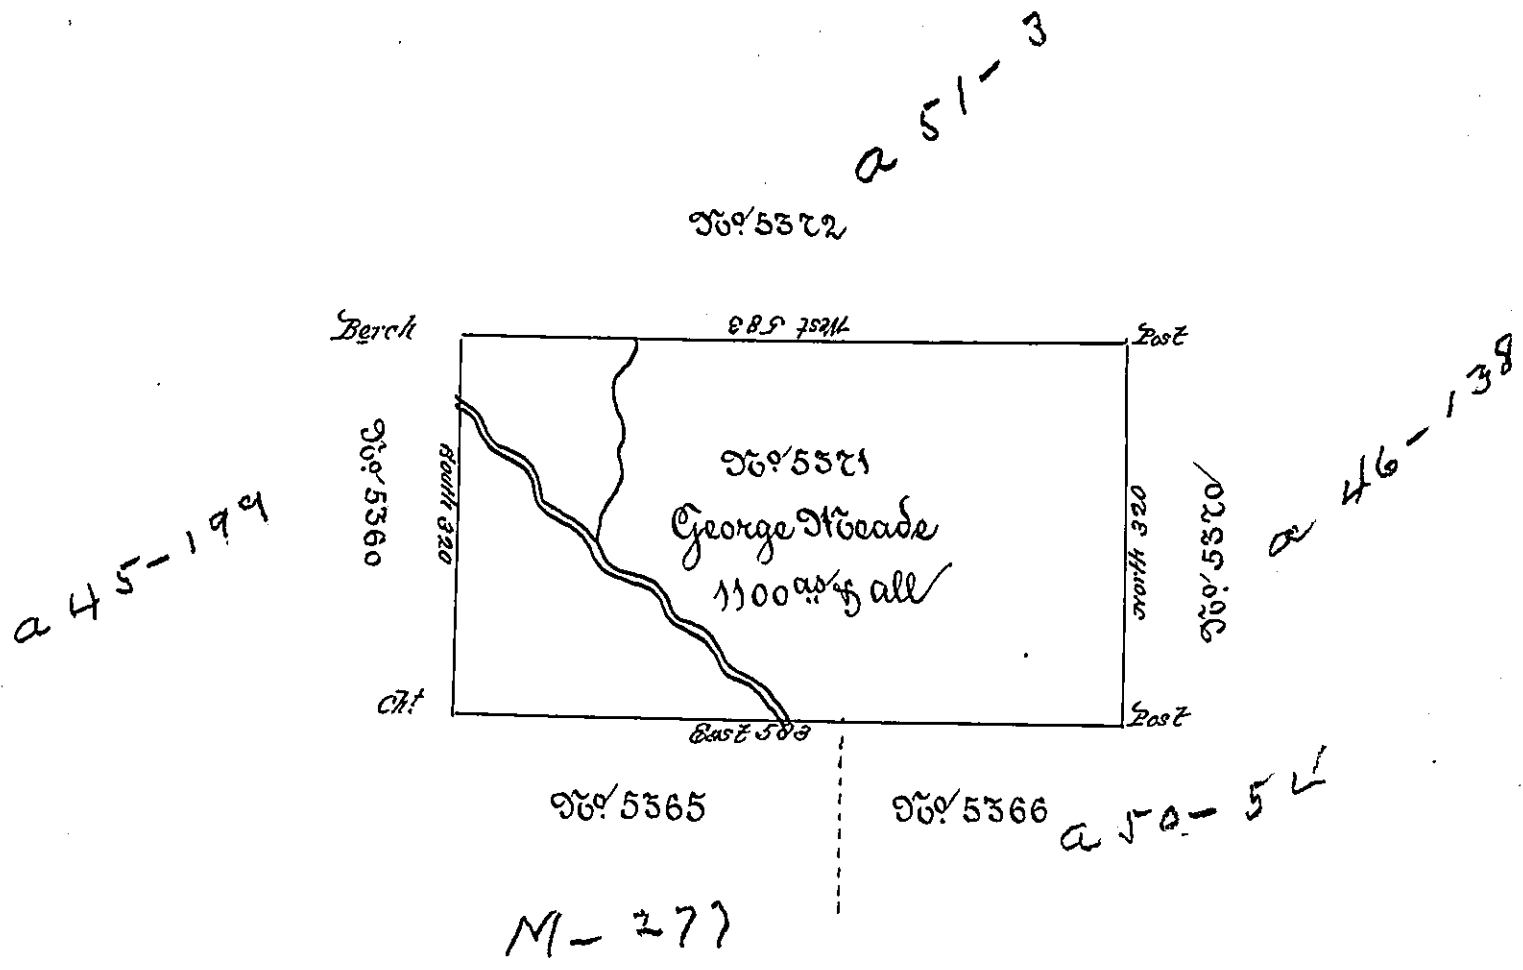 a 51-3
No. 5372
Berch
West 583
Post
No. 5360
South 320
No. 5371
George Meade
1100 as & all
North 320
No. 5370
a 46-138
a 45-199
Cht
East 583
Post
No. 5365
No. 5366
a 50-
M-277